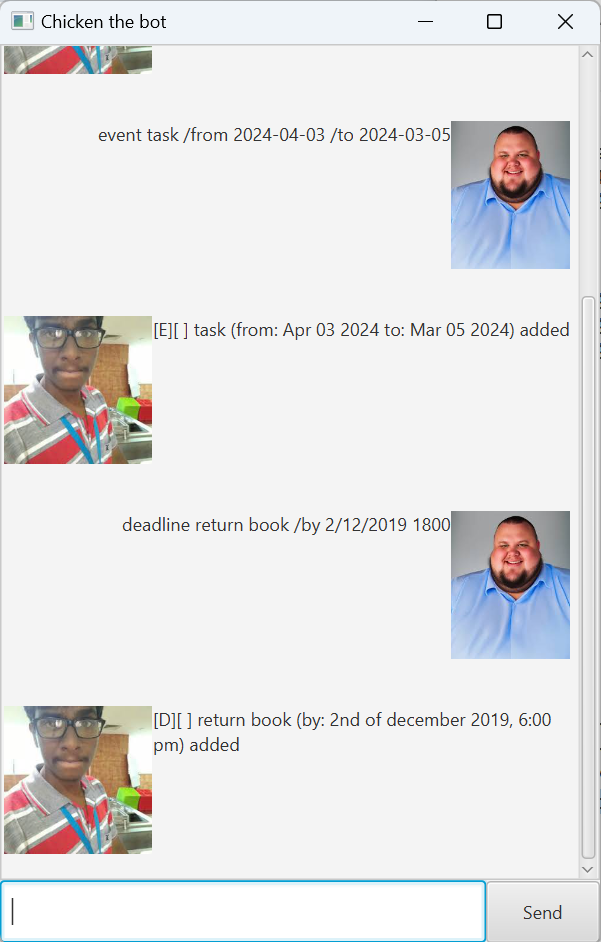 Chicken the bot
event task /from 2024-04-03 /to 2024-03-05
[E][ ] task (from: Apr 03 2024 to: Mar 05 2024) added
deadline return book /by 2/12/2019 1800
[D][ ] return book (by: 2nd of december 2019, 6:00
pm) added
Send